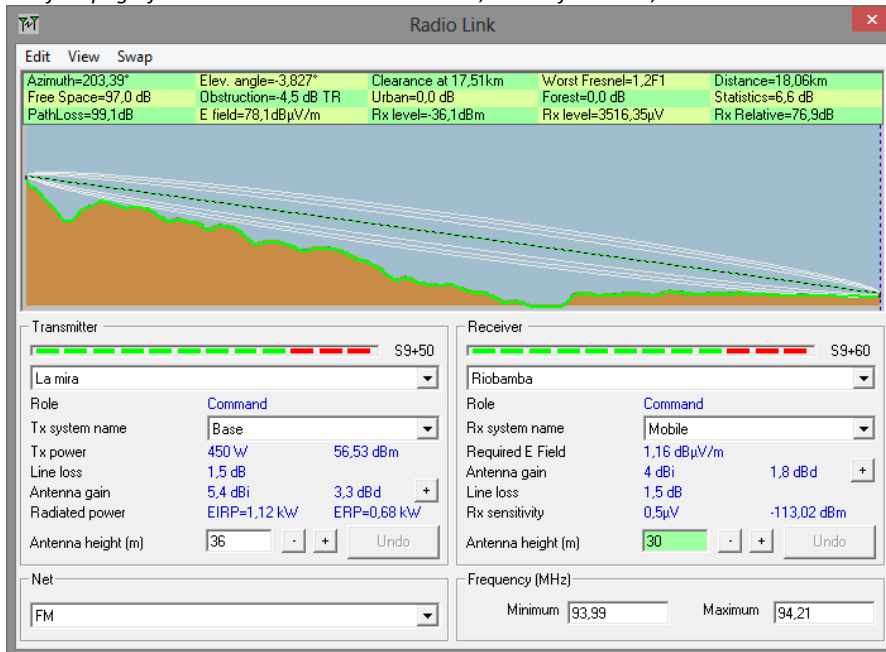 Radio Link
Edit View Swap
Azimuth=203,39° Elev. angle=-3,827° Clearance at 17,51km Worst Fresnel=1,2F1 Distance=18,06km
Free Space=97,0 dB Obstruction=-4,5 dB TR Urban=0,0 dB Forest=0,0 dB Statistics=6,6 dB
PathLoss=99,1dB E field=78,1dBµV/m Rx level=-36,1dBm Rx level=3516,35µV Rx Relative=76,9dB
Transmitter
S9+50
La mira
Role Command
Tx system name Base
Tx power 450 W 56,53 dBm
Line loss 1,5 dB
Antenna gain 5,4 dBi 3,3 dBd +
Radiated power EIRP=1,12 kW ERP=0,68 kW
Antenna height (m) 36 - + Undo
Receiver
S9+60
Riobamba
Role Command
Rx system name Mobile
Required E Field 1,16 dBµV/m
Antenna gain 4 dBi 1,8 dBd +
Line loss 1,5 dB
Rx sensitivity 0,5µV -113,02 dBm
Antenna height (m) 30 - + Undo
Net
FM
Frequency (MHz)
Minimum 93,99 Maximum 94,21